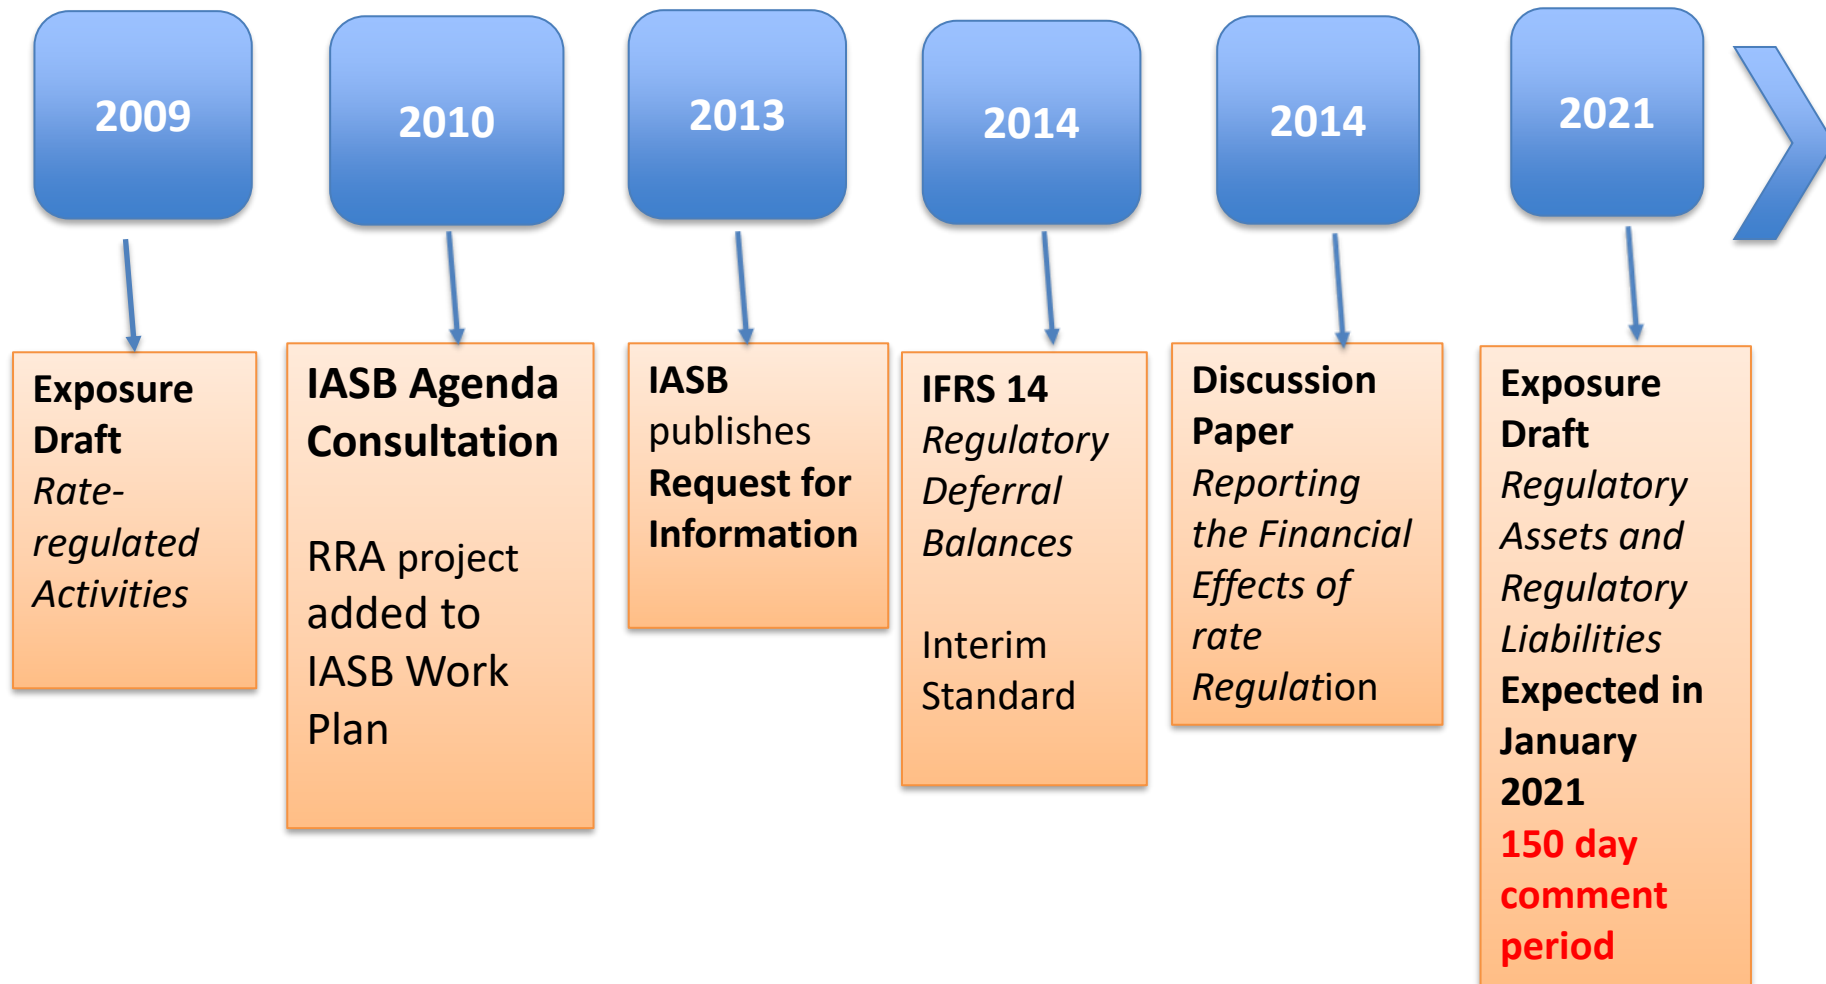 2009
2010
2013
2014
2014
2021
Exposure
Draft
Rate-
regulated
Activities
IASB Agenda
Consultation
RRA project
added to
IASB Work
Plan
IASB
publishes
Request for
Information
IFRS 14
Regulatory
Deferral
Balances
Interim
Standard
Discussion
Paper
Reporting
the Financial
Effects of
rate
Regulation
Exposure
Draft
Regulatory
Assets and
Regulatory
Liabilities
Expected in
January
2021
150 day
comment
period